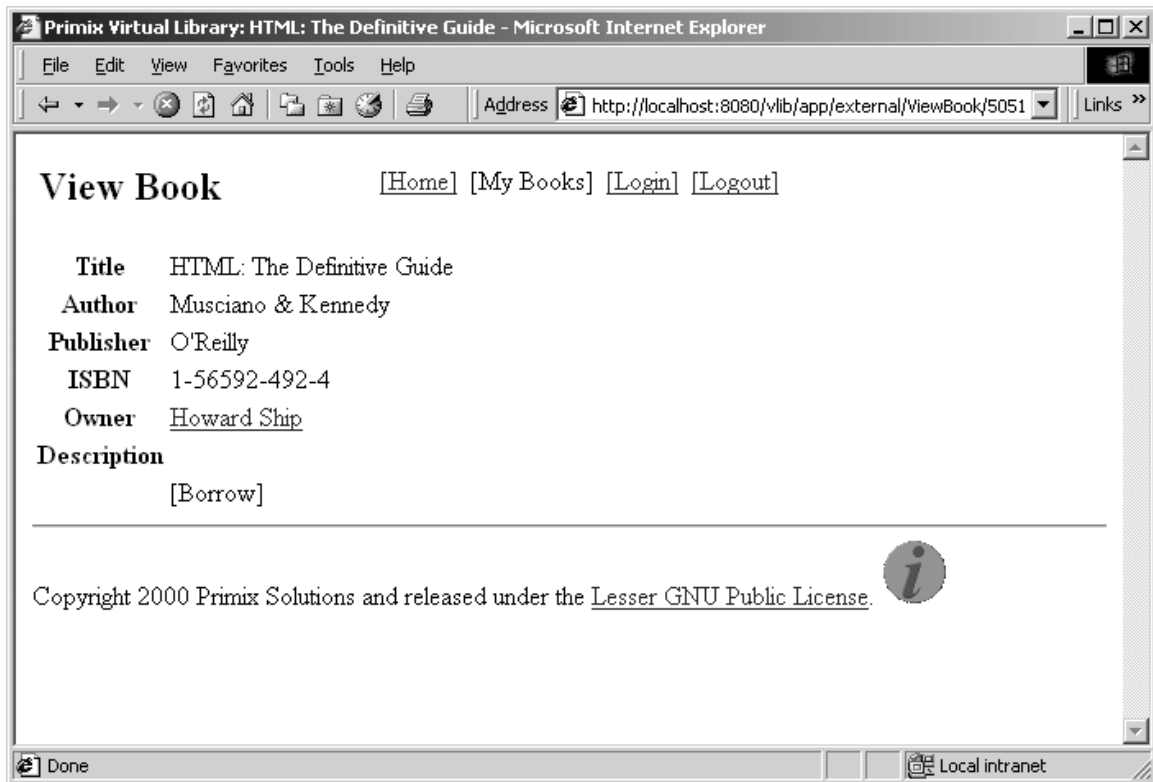 Primix Virtual Library: HTML: The Definitive Guide - Microsoft Internet Explorer
File Edit View Favorites Tools Help
Address http://localhost:8080/vlib/app/external/ViewBook/5051 Links »
View Book [Home] [My Books] [Login] [Logout]
Title HTML: The Definitive Guide
Author Musciano & Kennedy
Publisher O'Reilly
ISBN 1-56592-492-4
Owner Howard Ship
Description
[Borrow]
Copyright 2000 Primix Solutions and released under the Lesser GNU Public License. i
Done Local intranet